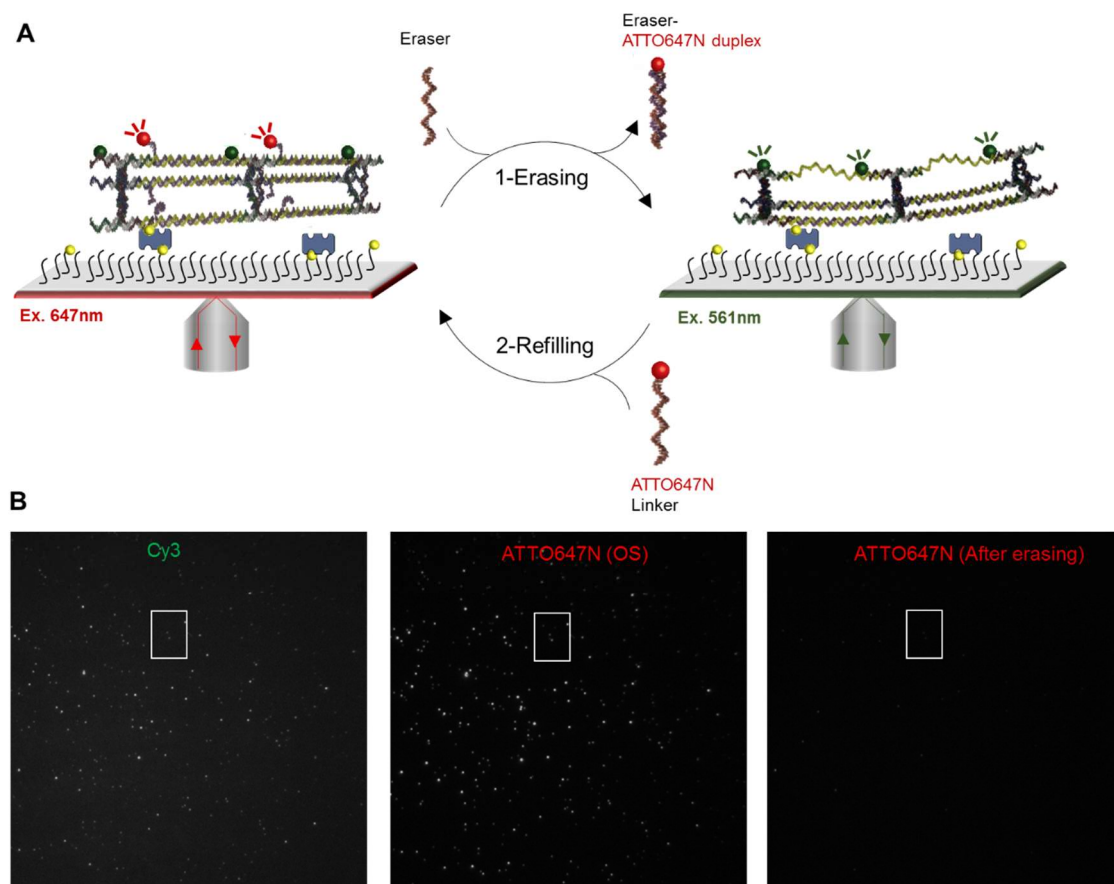 A
Eraser
Eraser-
ATTO647N duplex
1-Erasing
Ex. 647nm
Ex. 561nm
2-Refilling
ATTO647N
Linker
B
Cy3
ATTO647N (OS)
ATTO647N (After erasing)